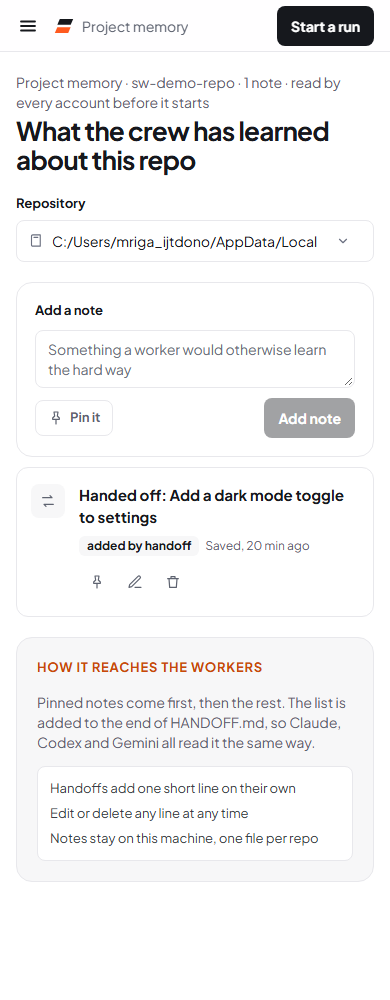 Project memory
Start a run
Project memory · sw-demo-repo · 1 note · read by
every account before it starts
What the crew has learned
about this repo
Repository
C:/Users/mriga_ijtdono/AppData/Local
Add a note
Something a worker would otherwise learn
the hard way
Pin it
Add note
Handed off: Add a dark mode toggle
to settings
added by handoff
Saved, 20 min ago
HOW IT REACHES THE WORKERS
Pinned notes come first, then the rest. The list is
added to the end of HANDOFF.md, so Claude,
Codex and Gemini all read it the same way.
Handoffs add one short line on their own
Edit or delete any line at any time
Notes stay on this machine, one file per repo